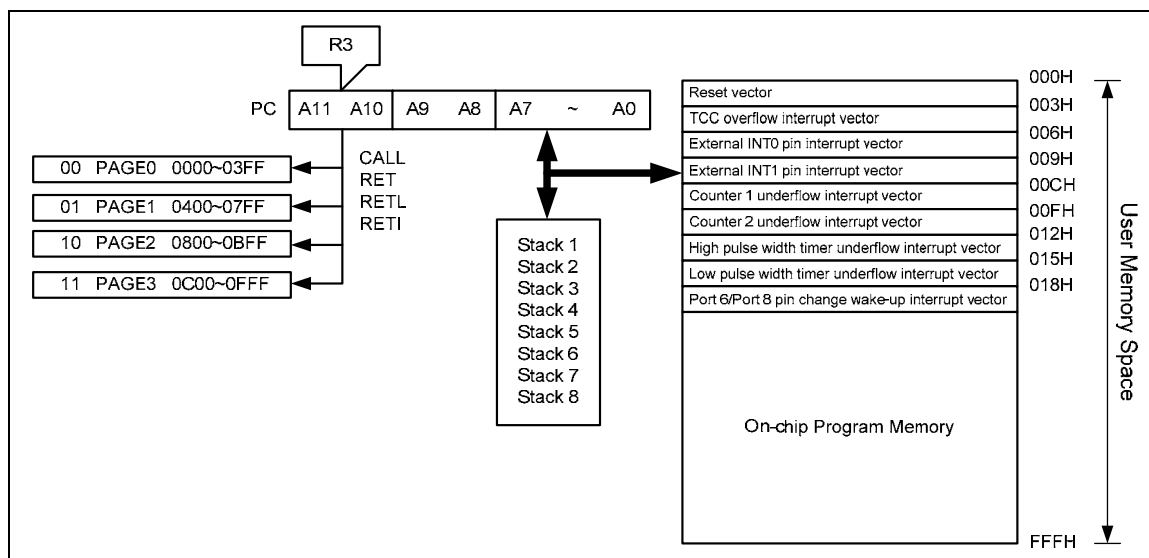 R3
PC A11 A10 A9 A8 A7 ~ A0
00 PAGE0 0000~03FF
01 PAGE1 0400~07FF
10 PAGE2 0800~0BFF
11 PAGE3 0C00~0FFF
CALL
RET
RETL
RETI
Stack 1
Stack 2
Stack 3
Stack 4
Stack 5
Stack 6
Stack 7
Stack 8
000H
Reset vector
003H
TCC overflow interrupt vector
006H
External INT0 pin interrupt vector
009H
External INT1 pin interrupt vector
00CH
Counter 1 underflow interrupt vector
00FH
Counter 2 underflow interrupt vector
012H
High pulse width timer underflow interrupt vector
015H
Low pulse width timer underflow interrupt vector
018H
Port 6/Port 8 pin change wake-up interrupt vector
On-chip Program Memory
FFFH
User Memory Space